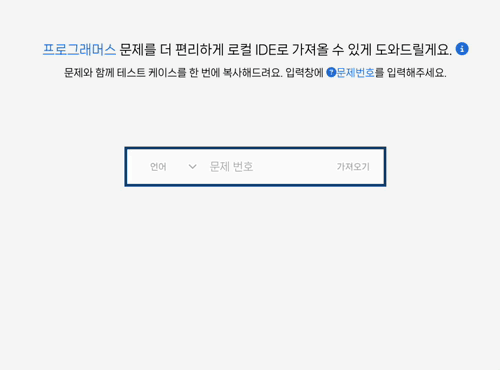 프로그래머스 문제를 더 편리하게 로컬 IDE로 가져올 수 있게 도와드릴게요. i
문제와 함께 테스트 케이스를 한 번에 복사해드려요. 입력창에 ?문제번호를 입력해주세요.
언어 문제 번호 가져오기